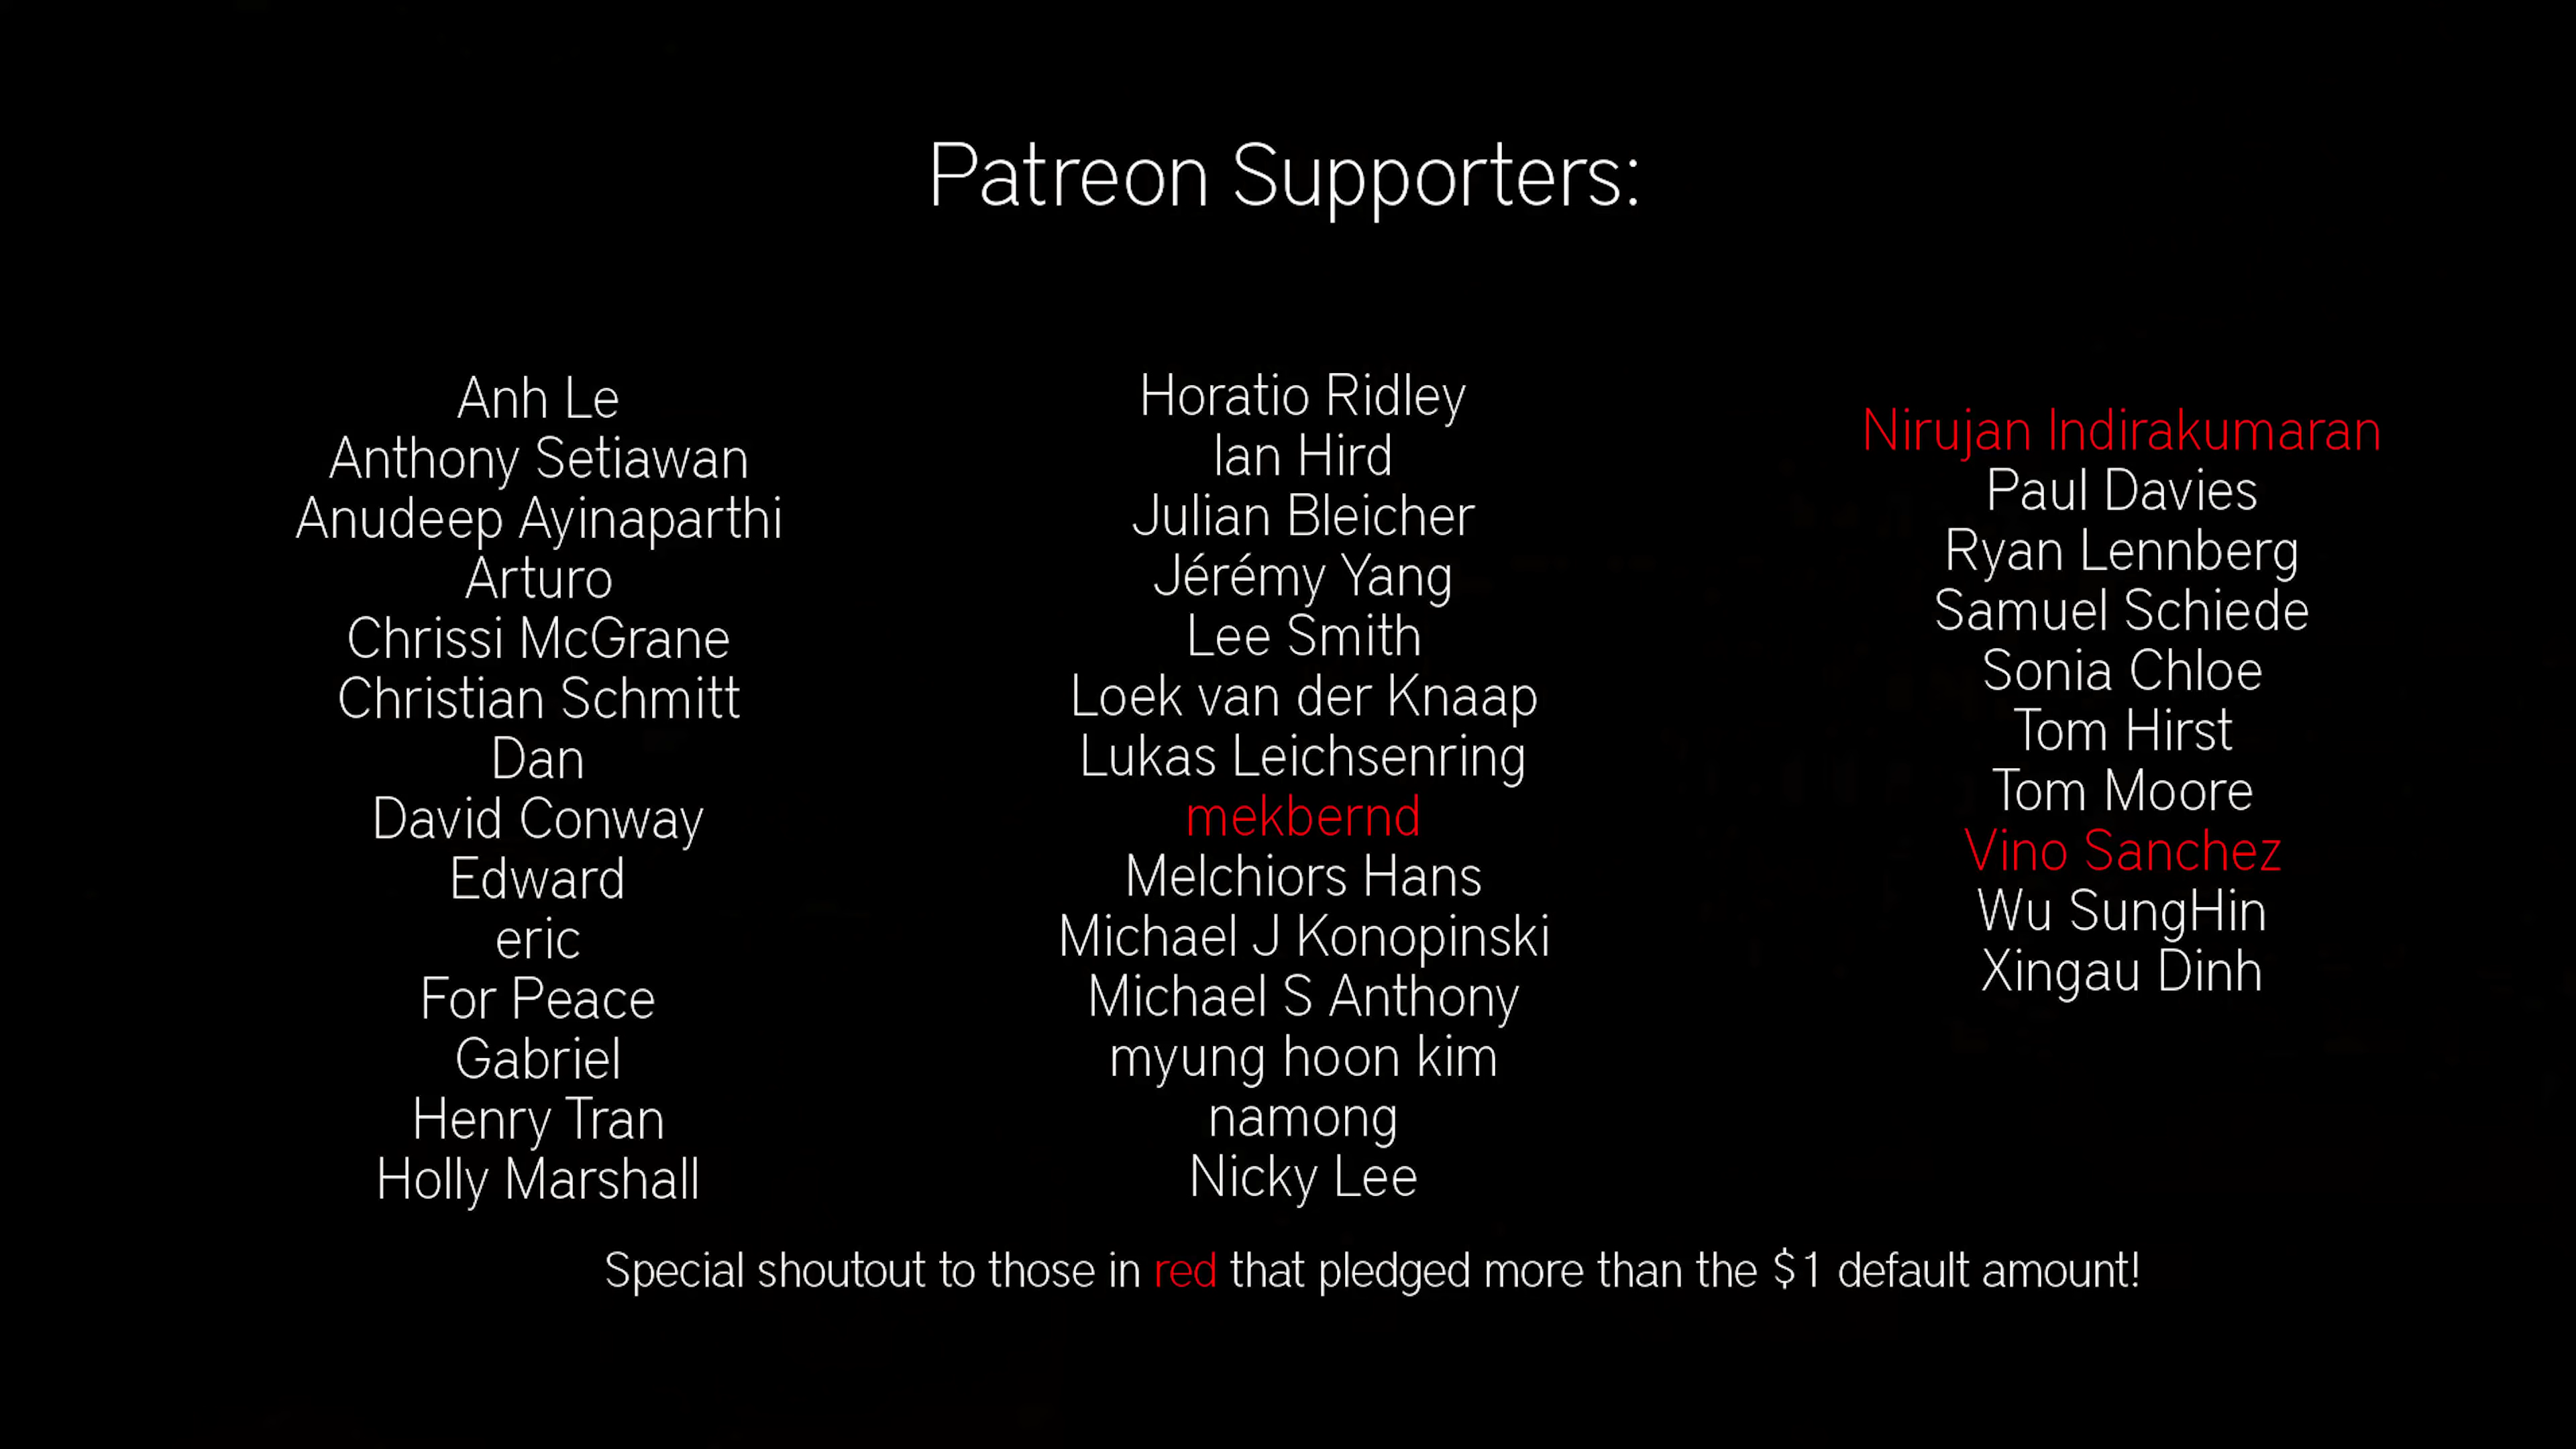 Patreon Supporters:
Anh Le
Anthony Setiawan
Anudeep Ayinaparthi
Arturo
Chrissi McGrane
Christian Schmitt
Dan
David Conway
Edward
eric
For Peace
Gabriel
Henry Tran
Holly Marshall
Horatio Ridley
Ian Hird
Julian Bleicher
Jérémy Yang
Lee Smith
Loek van der Knaap
Lukas Leichsenring
mekbernd
Melchiors Hans
Michael J Konopinski
Michael S Anthony
myung hoon kim
namong
Nicky Lee
Nirujan Indirakumaran
Paul Davies
Ryan Lennberg
Samuel Schiede
Sonia Chloe
Tom Hirst
Tom Moore
Vino Sanchez
Wu SungHin
Xingau Dinh
Special shoutout to those in red that pledged more than the $1 default amount!